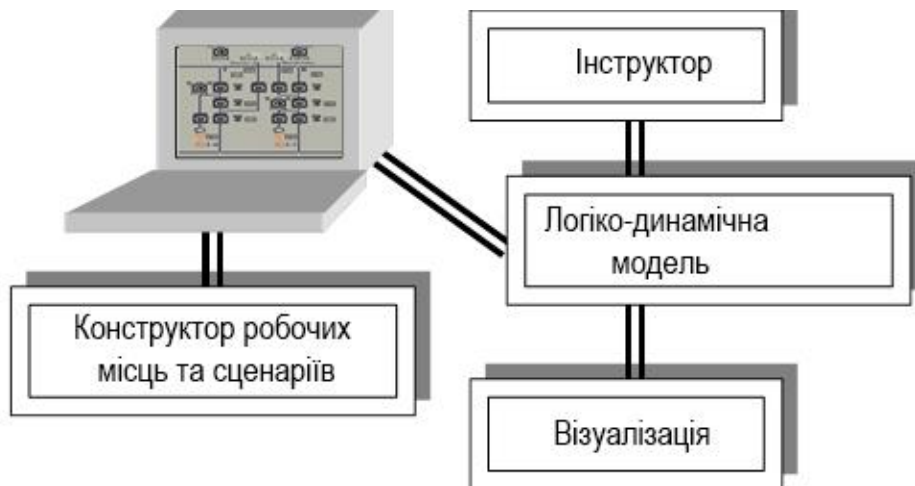 Інструктор
Логіко-динамічна
модель
Конструктор робочих
місць та сценаріїв
Візуалізація